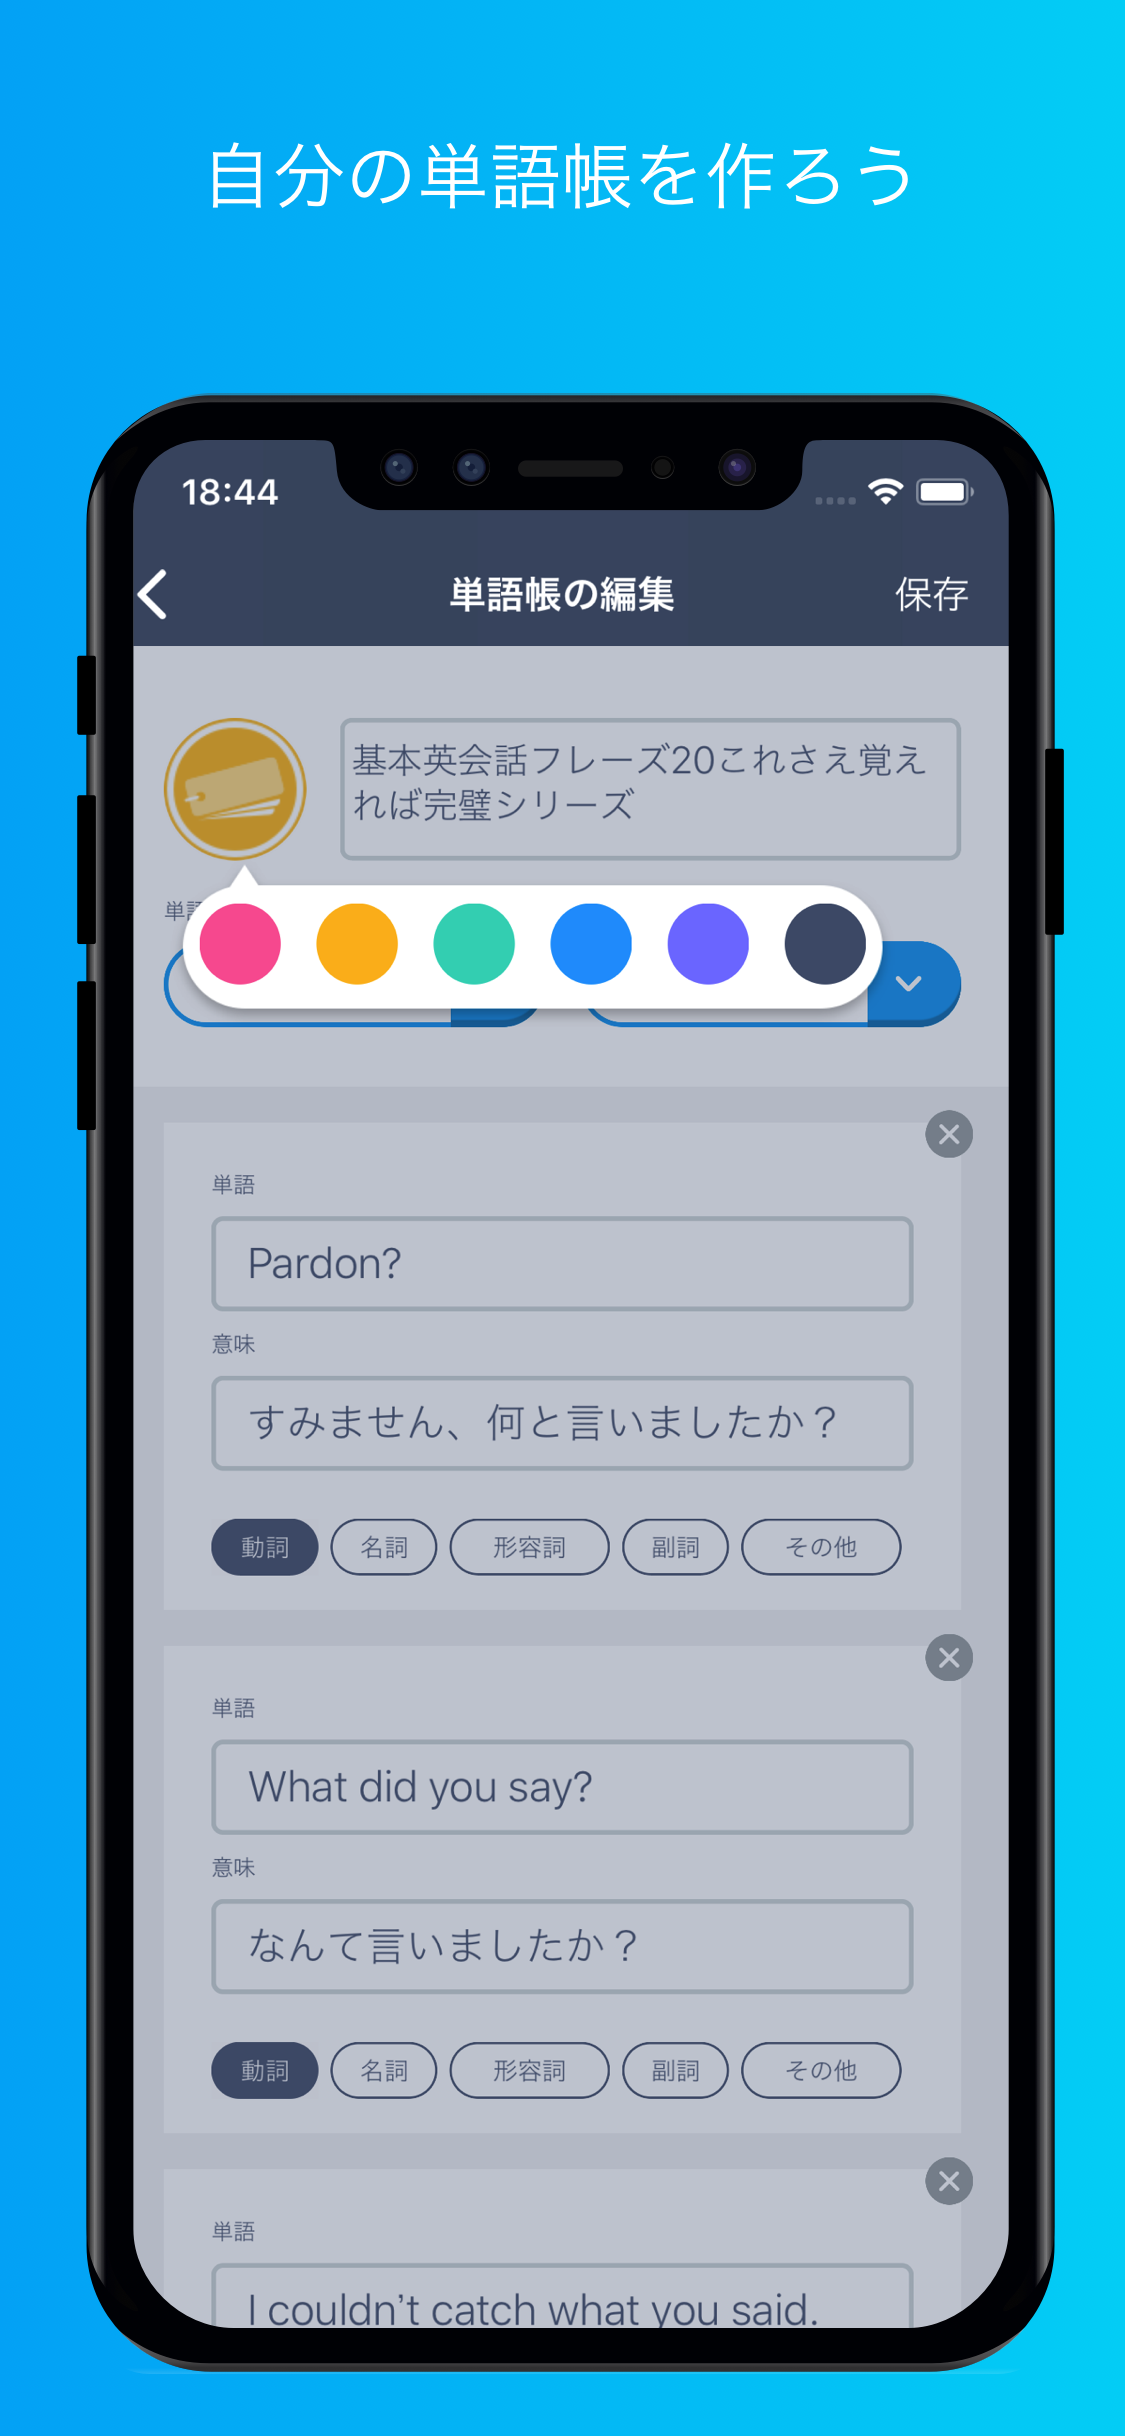 自分の単語帳を作ろう
18:44
単語帳の編集
保存
基本英会話フレーズ20これさえ覚え
れば完璧シリーズ
単語
Pardon?
意味
すみません、何と言いましたか？
動詞 名詞 形容詞 副詞 その他
単語
What did you say?
意味
なんて言いましたか？
動詞 名詞 形容詞 副詞 その他
単語
I couldn’t catch what you said.